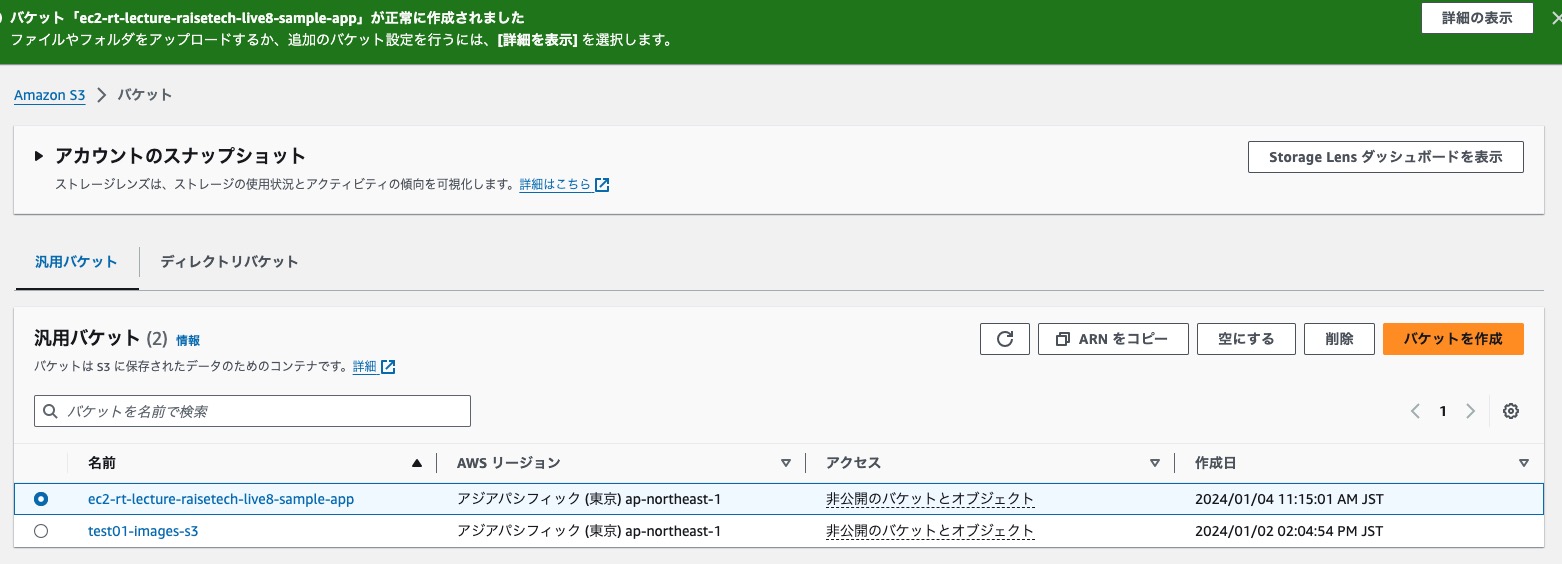 バケット「ec2-rt-lecture-raisetech-live8-sample-app」が正常に作成されました
ファイルやフォルダをアップロードするか、追加のバケット設定を行うには、[詳細を表示] を選択します。
詳細の表示
Amazon S3 バケット
アカウントのスナップショット
ストレージレンズは、ストレージの使用状況とアクティビティの傾向を可視化します。詳細はこちら
Storage Lens ダッシュボードを表示
汎用バケット ディレクトリバケット
汎用バケット (2) 情報
バケットは S3 に保存されたデータのためのコンテナです。詳細
ARN をコピー 空にする 削除 バケットを作成
バケットを名前で検索
1
名前 AWS リージョン アクセス 作成日
ec2-rt-lecture-raisetech-live8-sample-app アジアパシフィック (東京) ap-northeast-1 非公開のバケットとオブジェクト 2024/01/04 11:15:01 AM JST
test01-images-s3 アジアパシフィック (東京) ap-northeast-1 非公開のバケットとオブジェクト 2024/01/02 02:04:54 PM JST